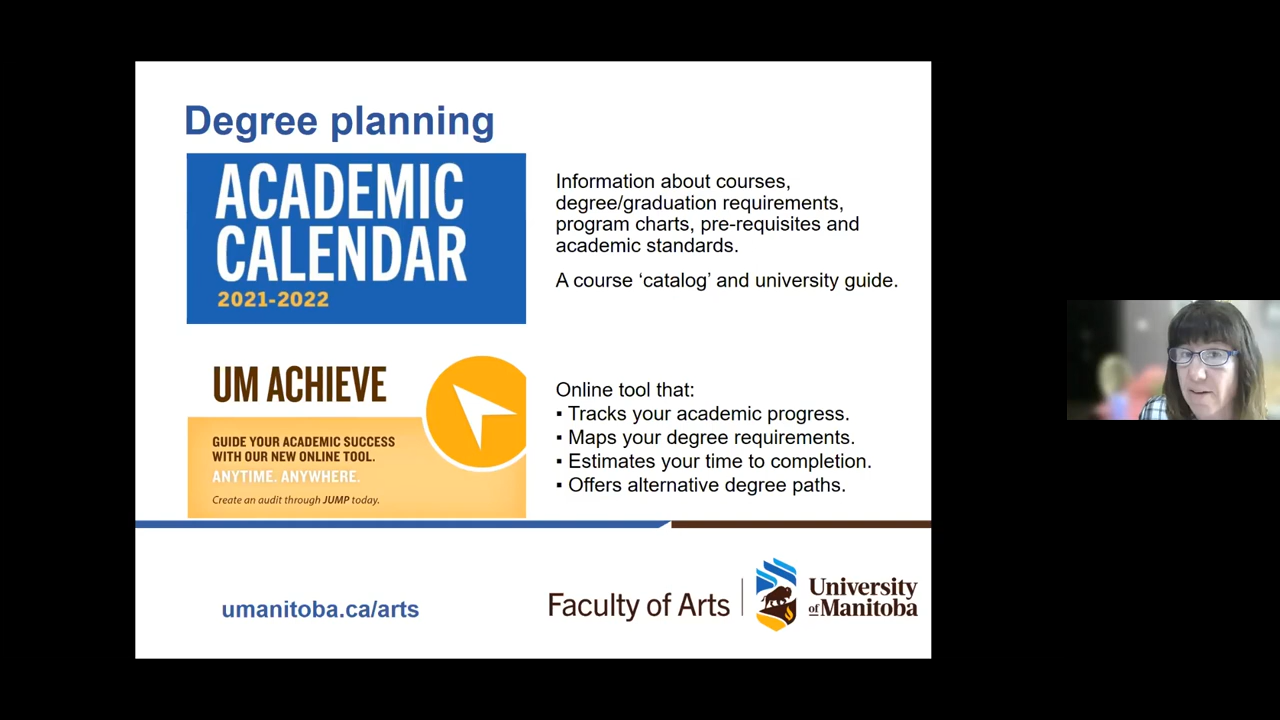 Degree planning
ACADEMIC
CALENDAR
2021-2022
Information about courses,
degree/graduation requirements,
program charts, pre-requisites and
academic standards.
A course ‘catalog’ and university guide.
UM ACHIEVE
GUIDE YOUR ACADEMIC SUCCESS
WITH OUR NEW ONLINE TOOL.
ANYTIME. ANYWHERE.
Create an audit through JUMP today.
Online tool that:
▪ Tracks your academic progress.
▪ Maps your degree requirements.
▪ Estimates your time to completion.
▪ Offers alternative degree paths.
umanitoba.ca/arts
Faculty of Arts
University
of Manitoba